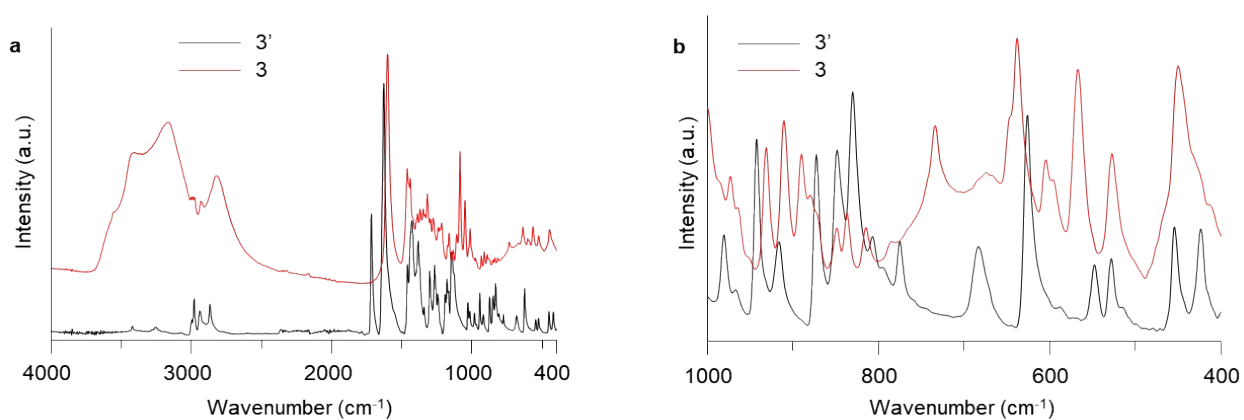 a
3’
3
Intensity (a.u.)
4000 3000 2000 1000 400
Wavenumber (cm⁻¹)
b
3’
3
Intensity (a.u.)
1000 800 600 400
Wavenumber (cm⁻¹)